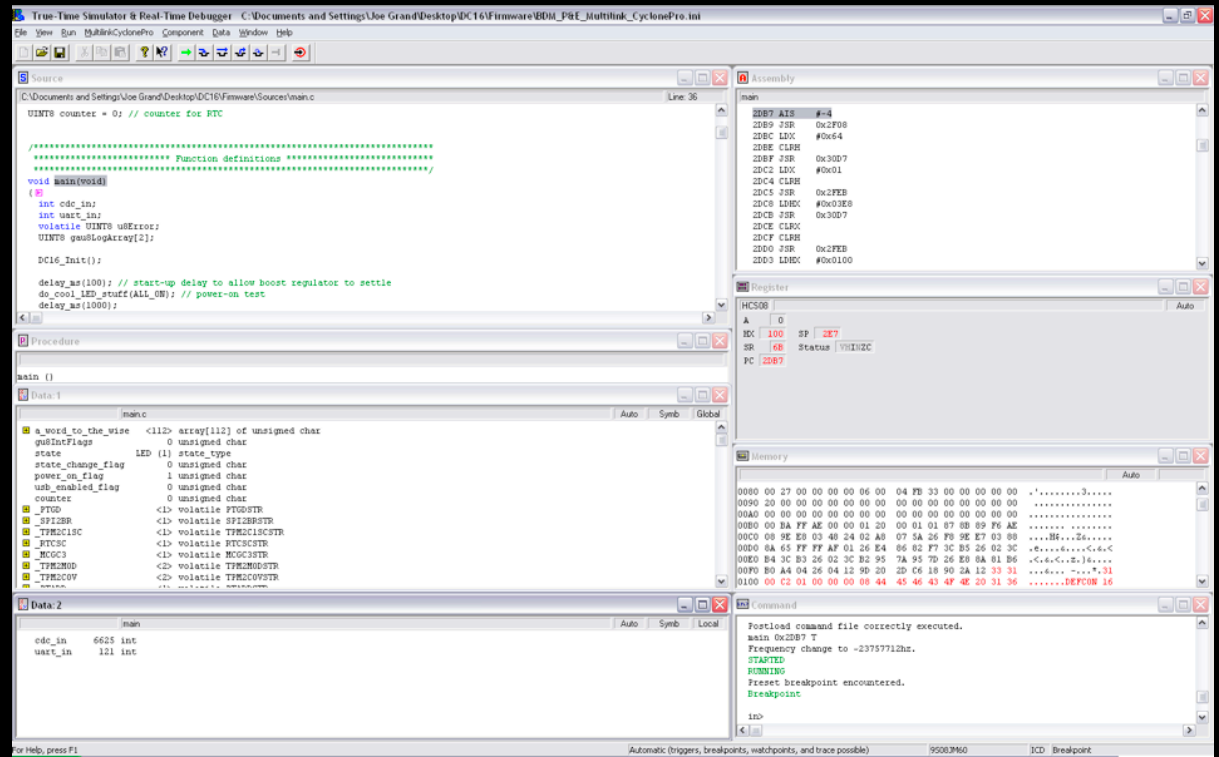 True-Time Simulator & Real-Time Debugger C:\Documents and Settings\Joe Grand\Desktop\DC16\Firmware\BDM_P&E_Multilink_CyclonePro.ini
File View Run MultilinkCyclonePro Component Data Window Help
Source
C:\Documents and Settings\Joe Grand\Desktop\DC16\Firmware\Sources\main.c Line: 36
UINT8 counter = 0; // counter for RTC
/***************************************************************************
************************** Function definitions ****************************
***************************************************************************/
void main(void)
{
int cdc_in;
int uart_in;
volatile UINT8 u8Error;
UINT8 gau8LogArray[2];
DC16_Init();
delay_ms(100); // start-up delay to allow boost regulator to settle
do_cool_LED_stuff(ALL_ON); // power-on test
delay_ms(1000);
Procedure
main ()
Data: 1
main.c Auto Symb Global
a_word_to_the_wise <112> array[112] of unsigned char
gu8IntFlags 0 unsigned char
state LED (1) state_type
state_change_flag 0 unsigned char
power_on_flag 1 unsigned char
usb_enabled_flag 0 unsigned char
counter 0 unsigned char
_PTGD <1> volatile PTGDSTR
_SPI2BR <1> volatile SPI2BRSTR
_TPM2C1SC <1> volatile TPM2C1SCSTR
_RTCSC <1> volatile RTCSCSTR
_MCGC3 <1> volatile MCGC3STR
_TPM2MOD <2> volatile TPM2MODSTR
_TPM2C0V <2> volatile TPM2C0VSTR
Data: 2
main Auto Symb Local
cdc_in 6625 int
uart_in 121 int
Assembly
main
2DB7 AIS #-4
2DB9 JSR 0x2F08
2DBC LDX #0x64
2DBE CLRH
2DBF JSR 0x30D7
2DC2 LDX #0x01
2DC4 CLRH
2DC5 JSR 0x2FEB
2DC8 LDHX #0x03E8
2DCB JSR 0x30D7
2DCE CLRX
2DCF CLRH
2DD0 JSR 0x2FEB
2DD3 LDHX #0x0100
Register
HCS08 Auto
A 0
HX 100 SP 2E7
SR 6B Status VHINZC
PC 2DB7
Memory
Auto
0080 00 27 00 00 00 00 06 00 04 FB 33 00 00 00 00 00 .'........3.....
0090 20 00 00 00 00 00 00 00 00 00 00 00 00 00 00 00 ...............
00A0 00 00 00 00 00 00 00 00 00 00 00 00 00 00 00 00 ................
00B0 00 BA FF AE 00 00 01 20 00 01 01 87 8B 89 F6 AE ....... ........
00C0 08 9E E8 03 48 24 02 A8 07 5A 26 F8 9E E7 03 88 ....H$...Z&.....
00D0 8A 65 FF FF AF 01 26 E4 86 82 F7 3C B5 26 02 3C .e....&....<.&.<
00E0 B4 3C B3 26 02 3C B2 95 7A 95 7D 26 E8 8A 81 B6 .<.&.<..z.}&....
00F0 B0 A4 04 26 04 12 9D 20 2D C6 18 90 2A 12 33 31 ...&... -...*.31
0100 00 C2 01 00 00 00 08 44 45 46 43 4F 4E 20 31 36 .......DEFCON 16
Command
Postload command file correctly executed.
main 0x2DB7 T
Frequency change to ~23757712hz.
STARTED
RUNNING
Preset breakpoint encountered.
Breakpoint
in>
For Help, press F1 Automatic (triggers, breakpoints, watchpoints, and trace possible) 9S08JM60 ICD Breakpoint